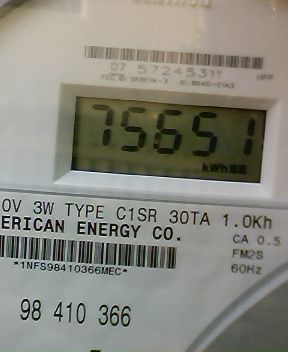 07 57245311
75651
kWh
0V 3W TYPE C1SR 30TA 1.0Kh
ERICAN ENERGY CO.
CA 0.5
*1NFS98410366MEC*
FM2S
60Hz
98 410 366